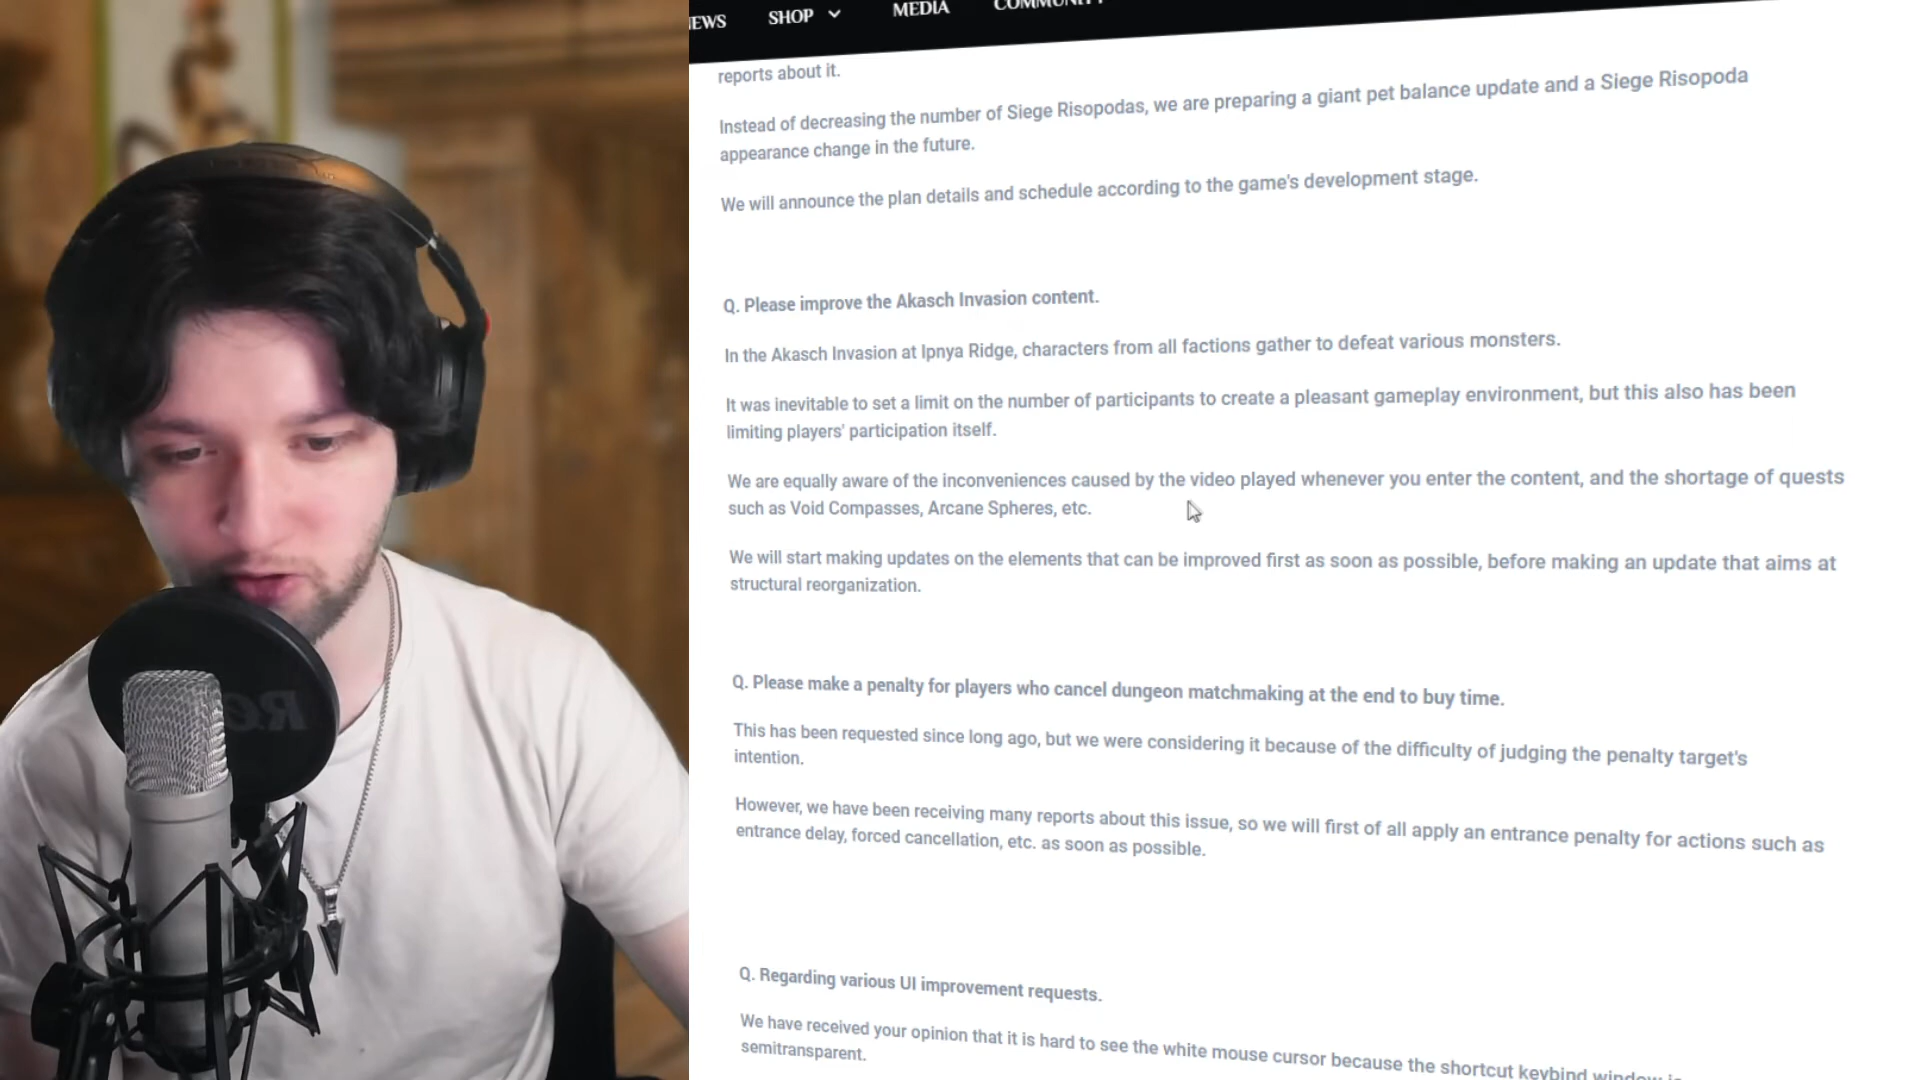 NEWS SHOP MEDIA COMMUNITY
reports about it.
Instead of decreasing the number of Siege Risopodas, we are preparing a giant pet balance update and a Siege Risopoda
appearance change in the future.
We will announce the plan details and schedule according to the game's development stage.
Q. Please improve the Akasch Invasion content.
In the Akasch Invasion at Ipnya Ridge, characters from all factions gather to defeat various monsters.
It was inevitable to set a limit on the number of participants to create a pleasant gameplay environment, but this also has been
limiting players' participation itself.
We are equally aware of the inconveniences caused by the video played whenever you enter the content, and the shortage of quests
such as Void Compasses, Arcane Spheres, etc.
We will start making updates on the elements that can be improved first as soon as possible, before making an update that aims at
structural reorganization.
Q. Please make a penalty for players who cancel dungeon matchmaking at the end to buy time.
This has been requested since long ago, but we were considering it because of the difficulty of judging the penalty target's
intention.
However, we have been receiving many reports about this issue, so we will first of all apply an entrance penalty for actions such as
entrance delay, forced cancellation, etc. as soon as possible.
Q. Regarding various UI improvement requests.
We have received your opinion that it is hard to see the white mouse cursor because the shortcut keybind window is
semitransparent.